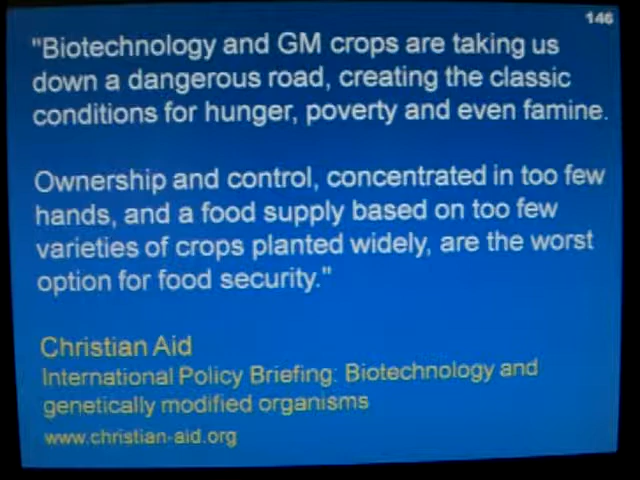 146
"Biotechnology and GM crops are taking us
down a dangerous road, creating the classic
conditions for hunger, poverty and even famine.
Ownership and control, concentrated in too few
hands, and a food supply based on too few
varieties of crops planted widely, are the worst
option for food security."
Christian Aid
International Policy Briefing: Biotechnology and
genetically modified organisms
www.christian-aid.org